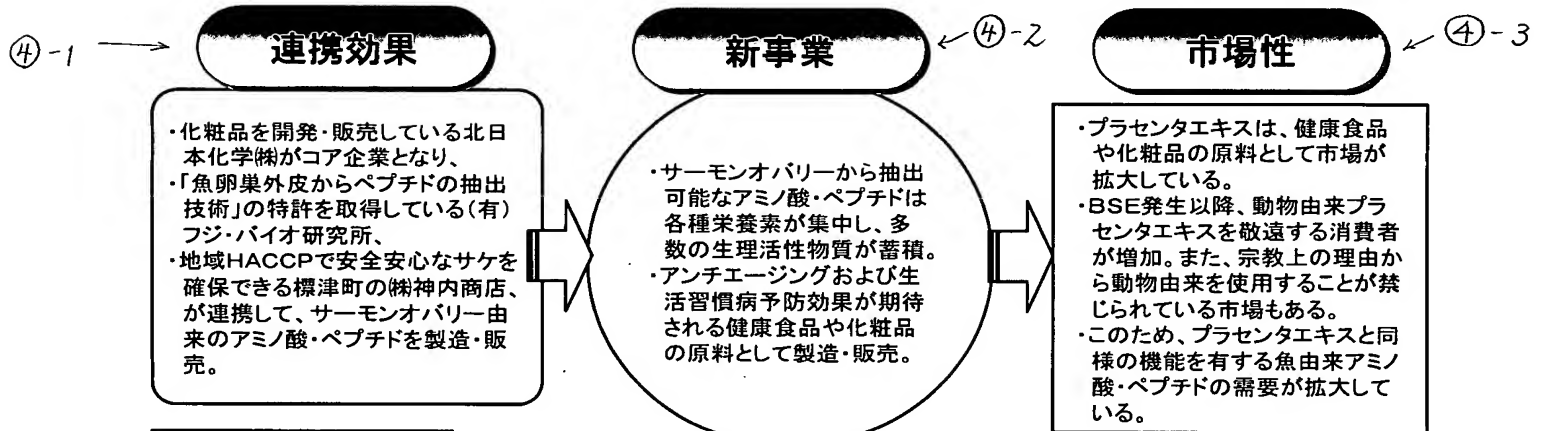 ④-1
連携効果
・化粧品を開発・販売している北日
本化学㈱がコア企業となり、
・「魚卵巣外皮からペプチドの抽出
技術」の特許を取得している(有)
フジ・バイオ研究所、
・地域HACCPで安全安心なサケを
確保できる標津町の㈱神内商店、
が連携して、サーモンオバリー由
来のアミノ酸・ペプチドを製造・販
売。
新事業
④-2
・サーモンオバリーから抽出
可能なアミノ酸・ペプチドは
各種栄養素が集中し、多
数の生理活性物質が蓄積。
・アンチエージングおよび生
活習慣病予防効果が期待
される健康食品や化粧品
の原料として製造・販売。
市場性
④-3
・プラセンタエキスは、健康食品
や化粧品の原料として市場が
拡大している。
・BSE発生以降、動物由来プラ
センタエキスを敬遠する消費者
が増加。また、宗教上の理由か
ら動物由来を使用することが禁
じられている市場もある。
・このため、プラセンタエキスと同
様の機能を有する魚由来アミノ
酸・ペプチドの需要が拡大して
いる。